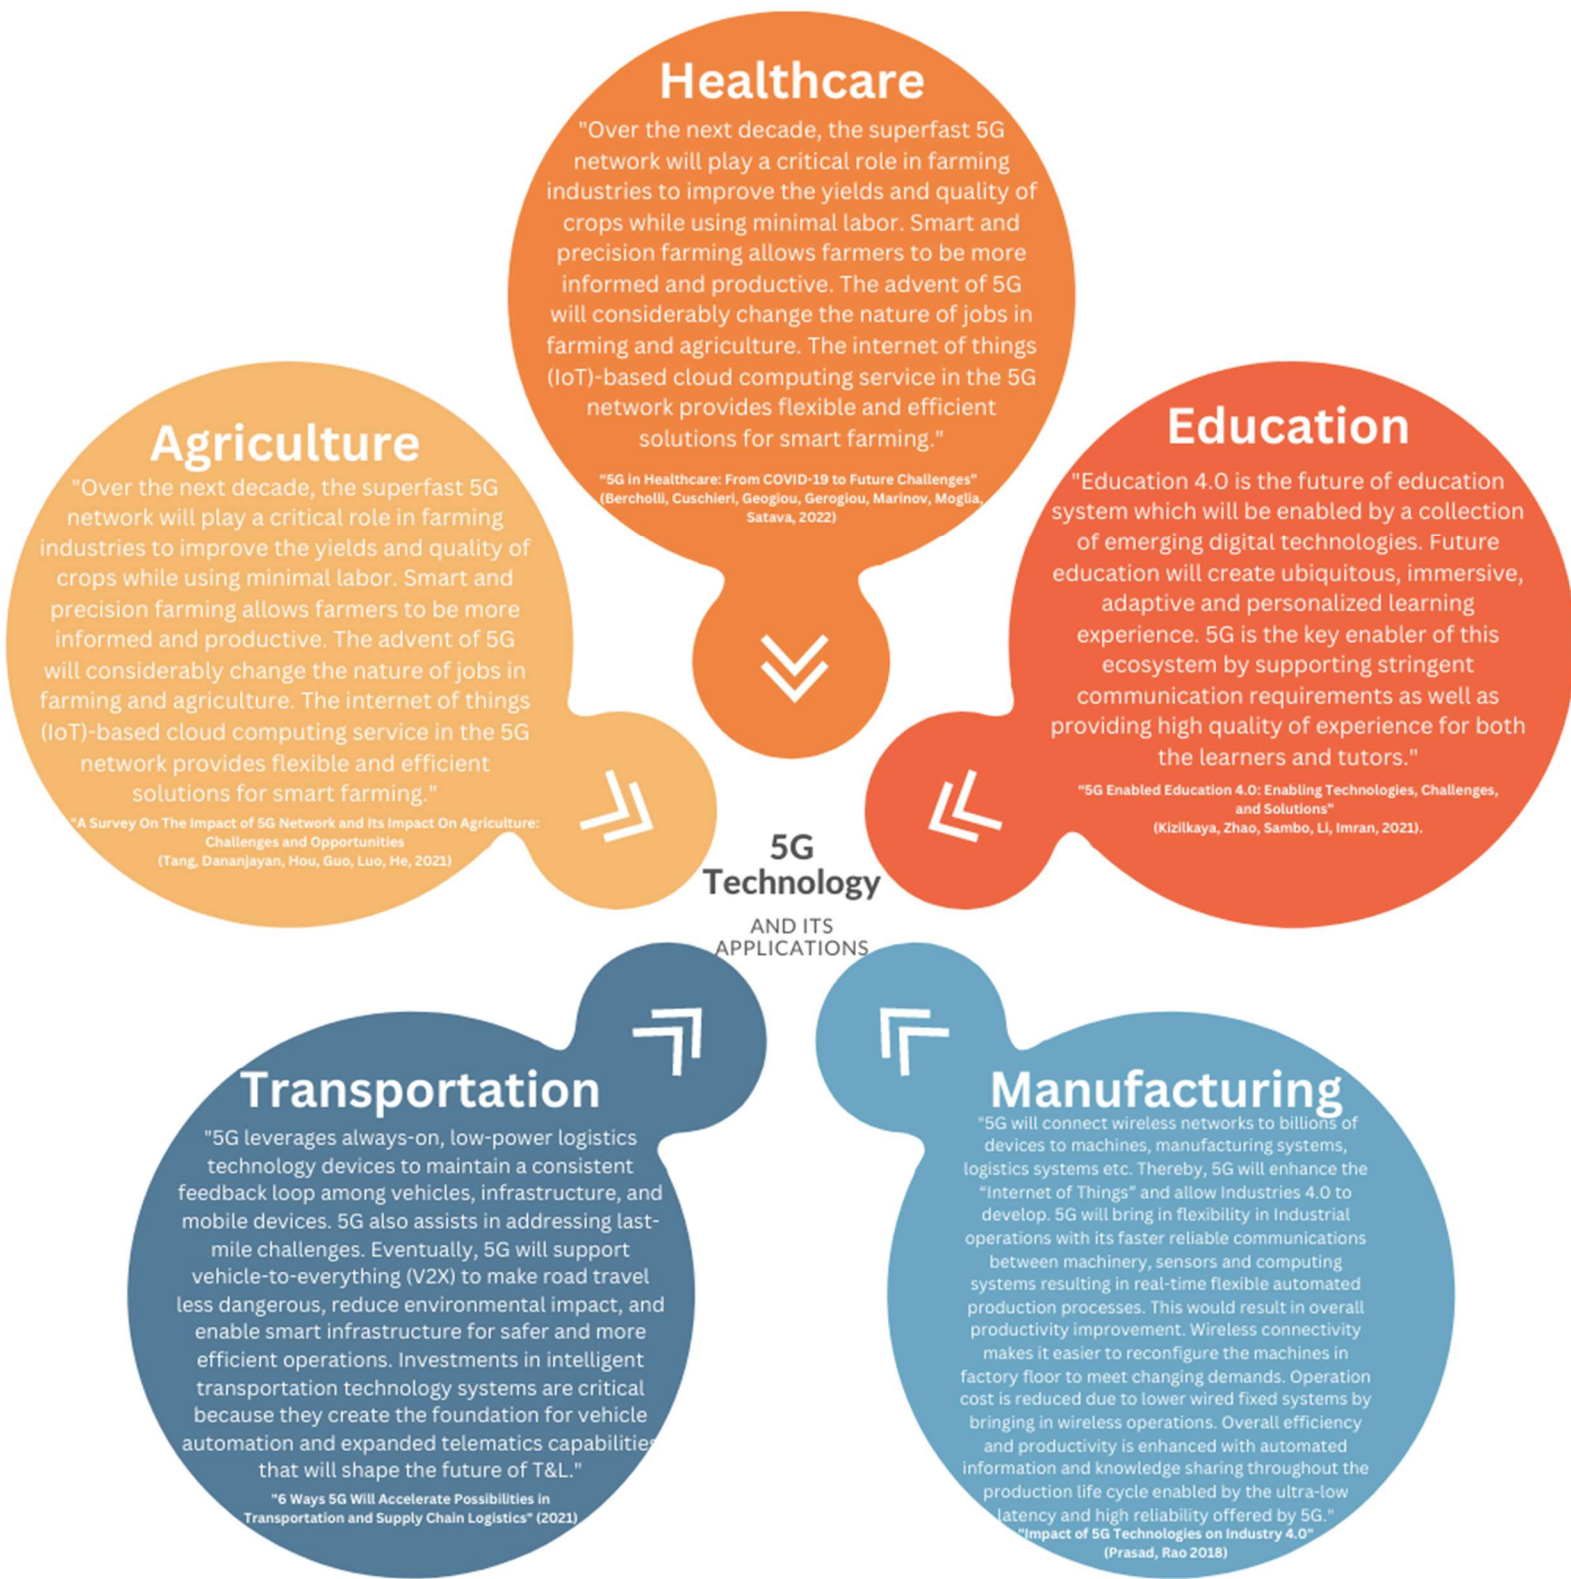 Healthcare
"Over the next decade, the superfast 5G
network will play a critical role in farming
industries to improve the yields and quality of
crops while using minimal labor. Smart and
precision farming allows farmers to be more
informed and productive. The advent of 5G
will considerably change the nature of jobs in
farming and agriculture. The internet of things
(IoT)-based cloud computing service in the 5G
network provides flexible and efficient
solutions for smart farming."
"5G in Healthcare: From COVID-19 to Future Challenges"
(Bercholli, Cuschieri, Geogiou, Gerogiou, Marinov, Moglia,
Satava, 2022)
Agriculture
"Over the next decade, the superfast 5G
network will play a critical role in farming
industries to improve the yields and quality of
crops while using minimal labor. Smart and
precision farming allows farmers to be more
informed and productive. The advent of 5G
will considerably change the nature of jobs in
farming and agriculture. The internet of things
(IoT)-based cloud computing service in the 5G
network provides flexible and efficient
solutions for smart farming."
"A Survey On The Impact of 5G Network and Its Impact On Agriculture:
Challenges and Opportunities
(Tang, Dananjayan, Hou, Guo, Luo, He, 2021)
Education
"Education 4.0 is the future of education
system which will be enabled by a collection
of emerging digital technologies. Future
education will create ubiquitous, immersive,
adaptive and personalized learning
experience. 5G is the key enabler of this
ecosystem by supporting stringent
communication requirements as well as
providing high quality of experience for both
the learners and tutors."
"5G Enabled Education 4.0: Enabling Technologies, Challenges,
and Solutions"
(Kizilkaya, Zhao, Sambo, Li, Imran, 2021).
5G
Technology
AND ITS
APPLICATIONS
Transportation
"5G leverages always-on, low-power logistics
technology devices to maintain a consistent
feedback loop among vehicles, infrastructure, and
mobile devices. 5G also assists in addressing last-
mile challenges. Eventually, 5G will support
vehicle-to-everything (V2X) to make road travel
less dangerous, reduce environmental impact, and
enable smart infrastructure for safer and more
efficient operations. Investments in intelligent
transportation technology systems are critical
because they create the foundation for vehicle
automation and expanded telematics capabilities
that will shape the future of T&L."
"6 Ways 5G Will Accelerate Possibilities in
Transportation and Supply Chain Logistics" (2021)
Manufacturing
"5G will connect wireless networks to billions of
devices to machines, manufacturing systems,
logistics systems etc. Thereby, 5G will enhance the
"Internet of Things" and allow Industries 4.0 to
develop. 5G will bring in flexibility in Industrial
operations with its faster reliable communications
between machinery, sensors and computing
systems resulting in real-time flexible automated
production processes. This would result in overall
productivity improvement. Wireless connectivity
makes it easier to reconfigure the machines in
factory floor to meet changing demands. Operation
cost is reduced due to lower wired fixed systems by
bringing in wireless operations. Overall efficiency
and productivity is enhanced with automated
information and knowledge sharing throughout the
production life cycle enabled by the ultra-low
latency and high reliability offered by 5G."
"Impact of 5G Technologies on Industry 4.0"
(Prasad, Rao 2018)